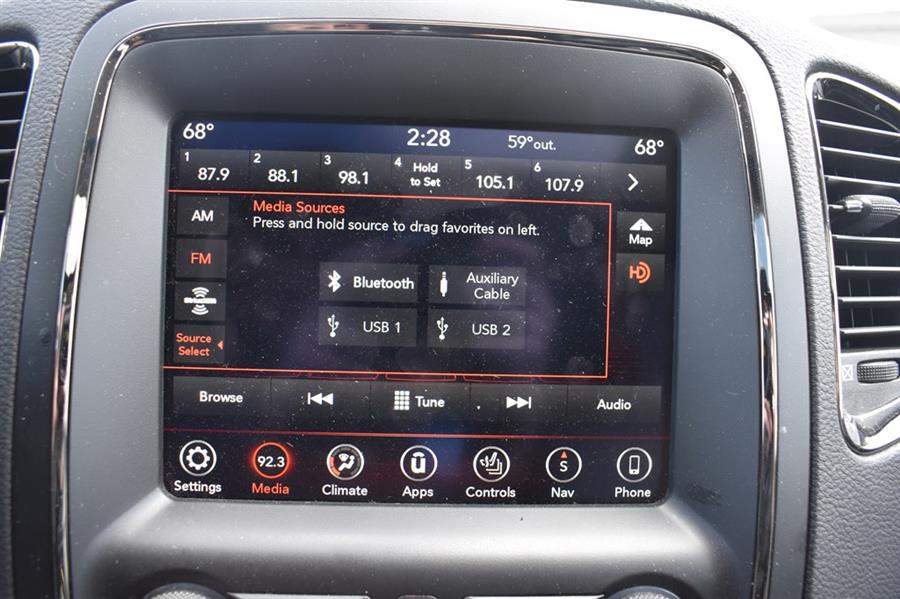 68° 2:28 59°out. 68°
1 2 3 4 5 6
87.9 88.1 98.1 Hold to Set 105.1 107.9
Media Sources
Press and hold source to drag favorites on left.
AM
FM
SiriusXM
Source
Select
Bluetooth
Auxiliary
Cable
USB 1
USB 2
Map
HD
Browse
Tune
Audio
92.3
S
Settings Media Climate Apps Controls Nav Phone